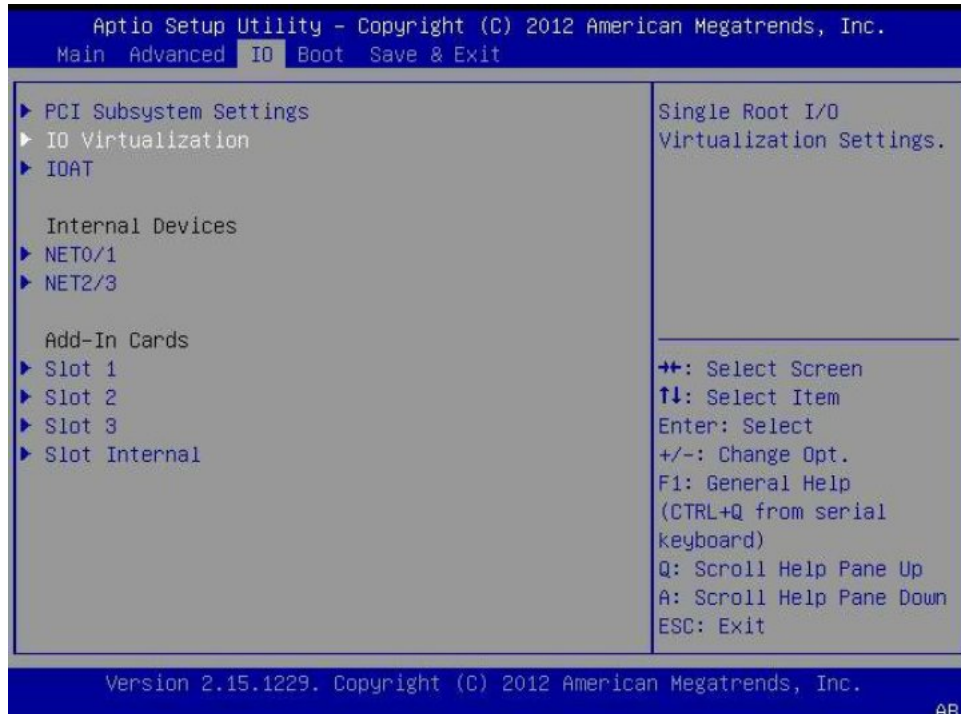 Aptio Setup Utility – Copyright (C) 2012 American Megatrends, Inc.
Main Advanced IO Boot Save & Exit
▶ PCI Subsystem Settings
▶ IO Virtualization
▶ IOAT
Internal Devices
▶ NET0/1
▶ NET2/3
Add-In Cards
▶ Slot 1
▶ Slot 2
▶ Slot 3
▶ Slot Internal
Single Root I/O
Virtualization Settings.
→←: Select Screen
↑↓: Select Item
Enter: Select
+/-: Change Opt.
F1: General Help
(CTRL+Q from serial
keyboard)
Q: Scroll Help Pane Up
A: Scroll Help Pane Down
ESC: Exit
Version 2.15.1229. Copyright (C) 2012 American Megatrends, Inc.
AB